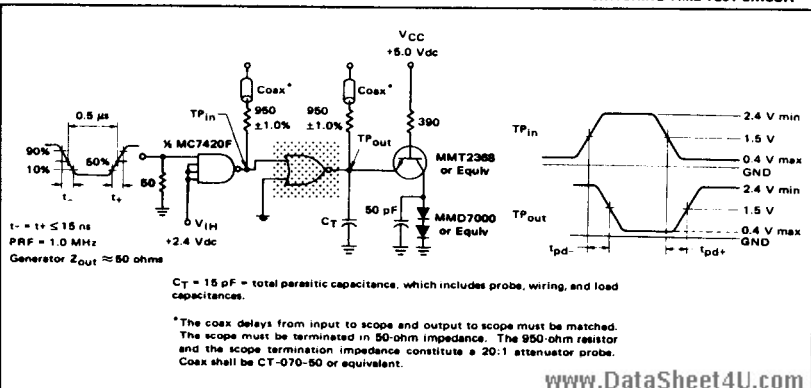 VCC
+5.0 Vdc
Coax*
Coax*
950
±1.0%
950
±1.0%
390
TPin
TPout
0.5 µs
90%
10%
50%
t-
t+
½ MC7420F
50
VIH
+2.4 Vdc
CT
50 pF
MMT2368
or Equiv
MMD7000
or Equiv
t- = t+ ≤ 15 ns
PRF = 1.0 MHz
Generator Zout ≈ 50 ohms
TPin
2.4 V min
1.5 V
0.4 V max
GND
TPout
2.4 V min
1.5 V
0.4 V max
GND
tpd-
tpd+
CT = 15 pF = total parasitic capacitance, which includes probe, wiring, and load
capacitances.
*The coax delays from input to scope and output to scope must be matched.
The scope must be terminated in 50-ohm impedance. The 950-ohm resistor
and the scope termination impedance constitute a 20:1 attenuator probe.
Coax shall be CT-070-50 or equivalent.
www.DataSheet4U.com